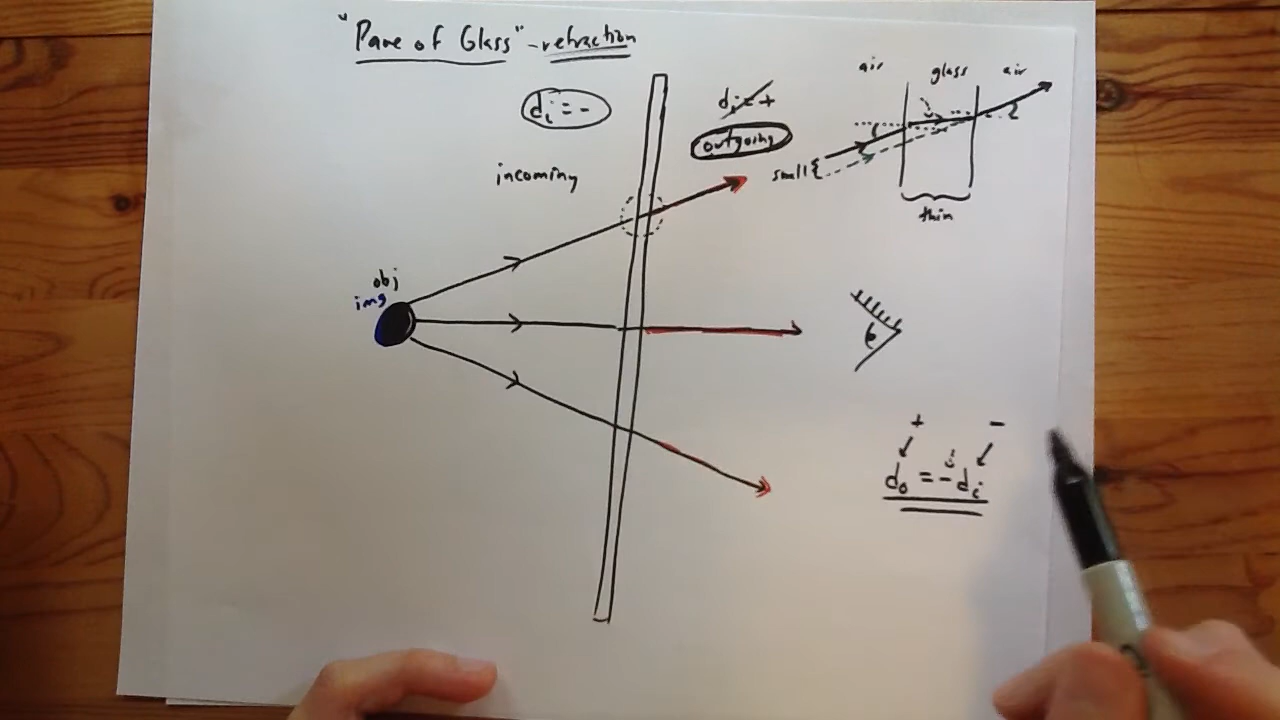 "Pane of Glass" - refraction
di = -
di = +
outgoing
incoming
air
glass
air
small {
thin
obj
img
+
-
do = - di